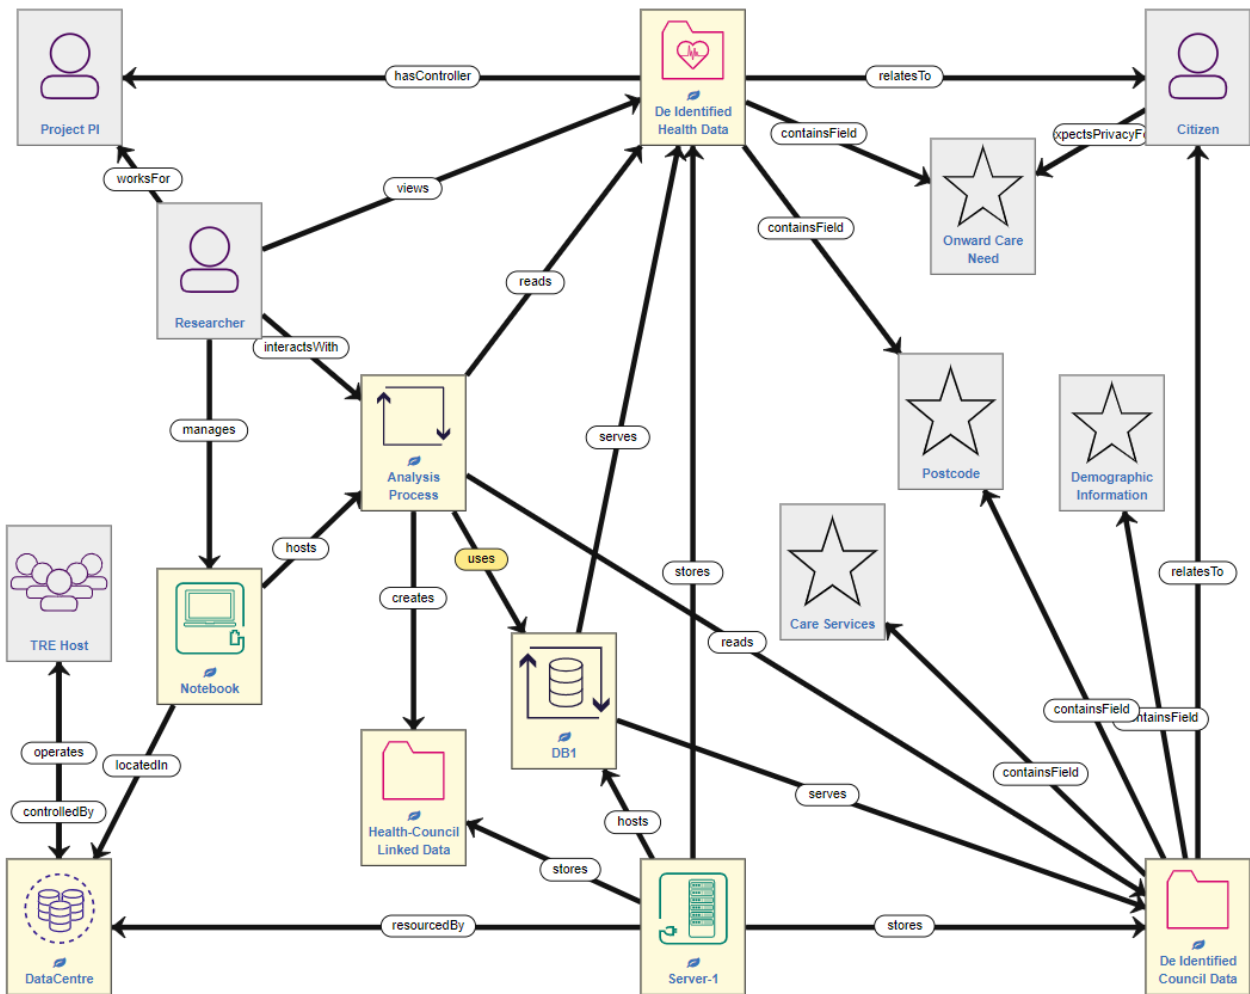 hasController
relatesTo
Project PI
De Identified
Health Data
Citizen
containsField
xpectsPrivacyFo
worksFor
views
containsField
Onward Care
Need
reads
Researcher
interactsWith
manages
serves
Analysis
Process
Postcode
Demographic
Information
hosts
uses
stores
relatesTo
creates
Care Services
reads
TRE Host
Notebook
containsField
ontainsField
operates
locatedIn
DB1
containsField
serves
controlledBy
hosts
Health-Council
Linked Data
stores
resourcedBy
stores
DataCentre
Server-1
De Identified
Council Data